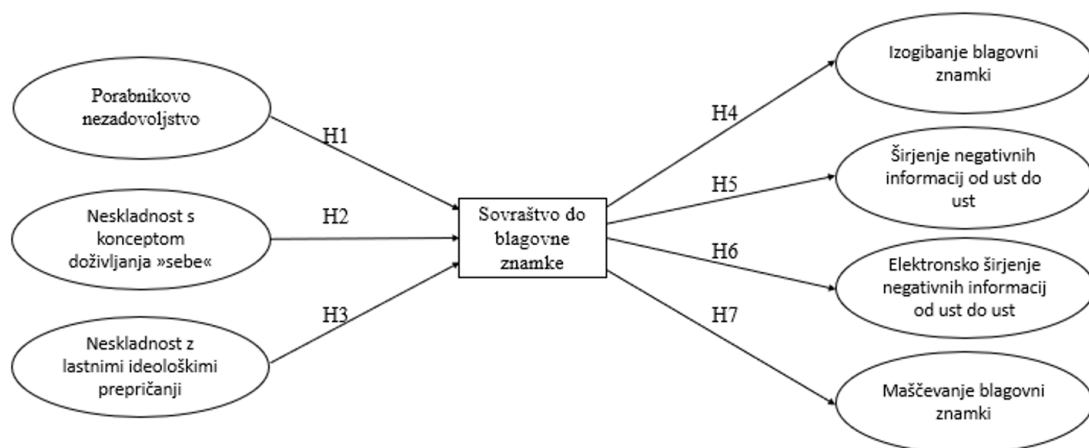 Porabnikovo
nezadovoljstvo
H1
Neskladnost s
konceptom
doživljanja »sebe«
H2
Neskladnost z
lastnimi ideološkimi
prepričanji
H3
Sovraštvo do
blagovne
znamke
H4
Izogibanje blagovni
znamki
H5
Širjenje negativnih
informacij od ust do
ust
H6
Elektronsko širjenje
negativnih informacij
od ust do ust
H7
Maščevanje blagovni
znamki